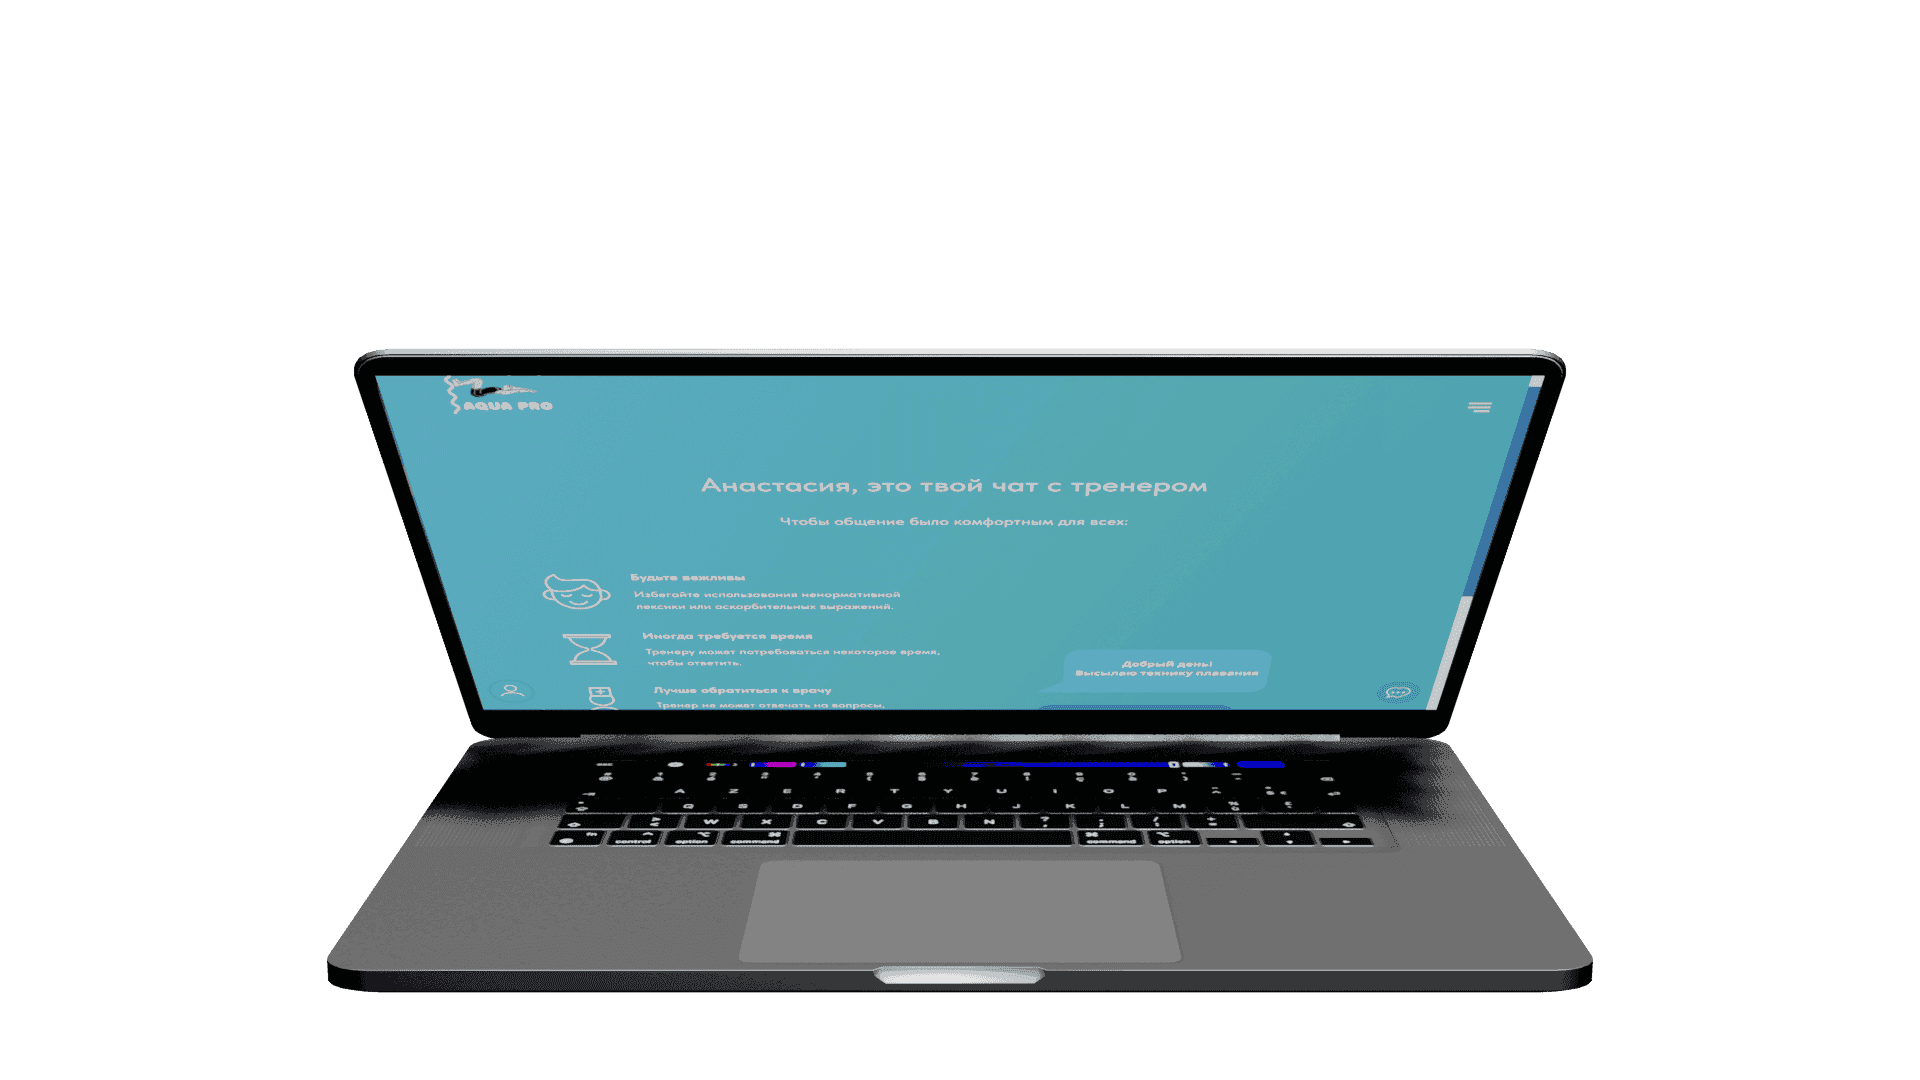 AQUA PRO
Анастасия, это твой чат с тренером
Чтобы общение было комфортным для всех:
Будьте вежливы
Избегайте использования ненормативной
лексики или оскорбительных выражений.
Иногда требуется время
Тренеру может потребоваться некоторое время,
чтобы ответить.
Добрый день!
Высылаю технику плавания
Лучше обратиться к врачу
Тренер не может отвечать на вопросы,
A Z E R T Y U I O P
Q S D F G H J K L M
W X C V B N ? ; : /
fn control option command command option